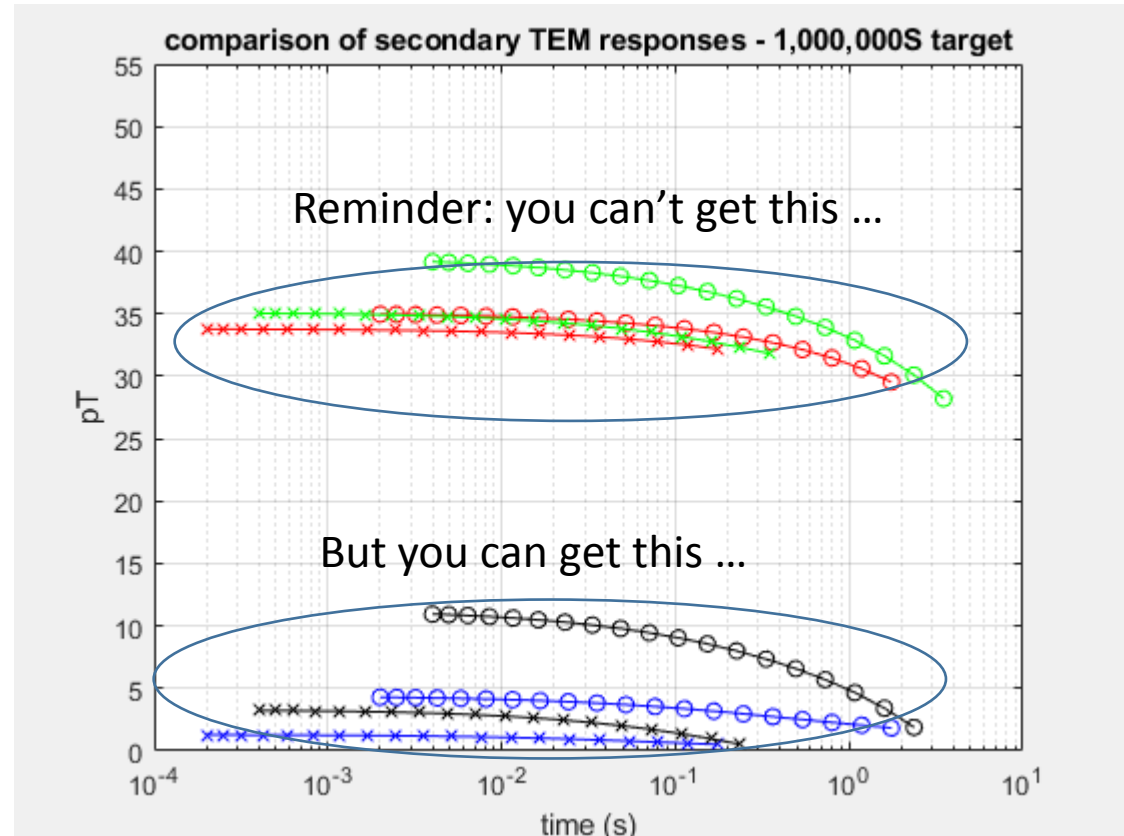 comparison of secondary TEM responses - 1,000,000S target
55
50
45
Reminder: you can’t get this …
40
35
30
pT
25
20
15
But you can get this …
10
5
0
10^-4 10^-3 10^-2 10^-1 10^0 10^1
time (s)